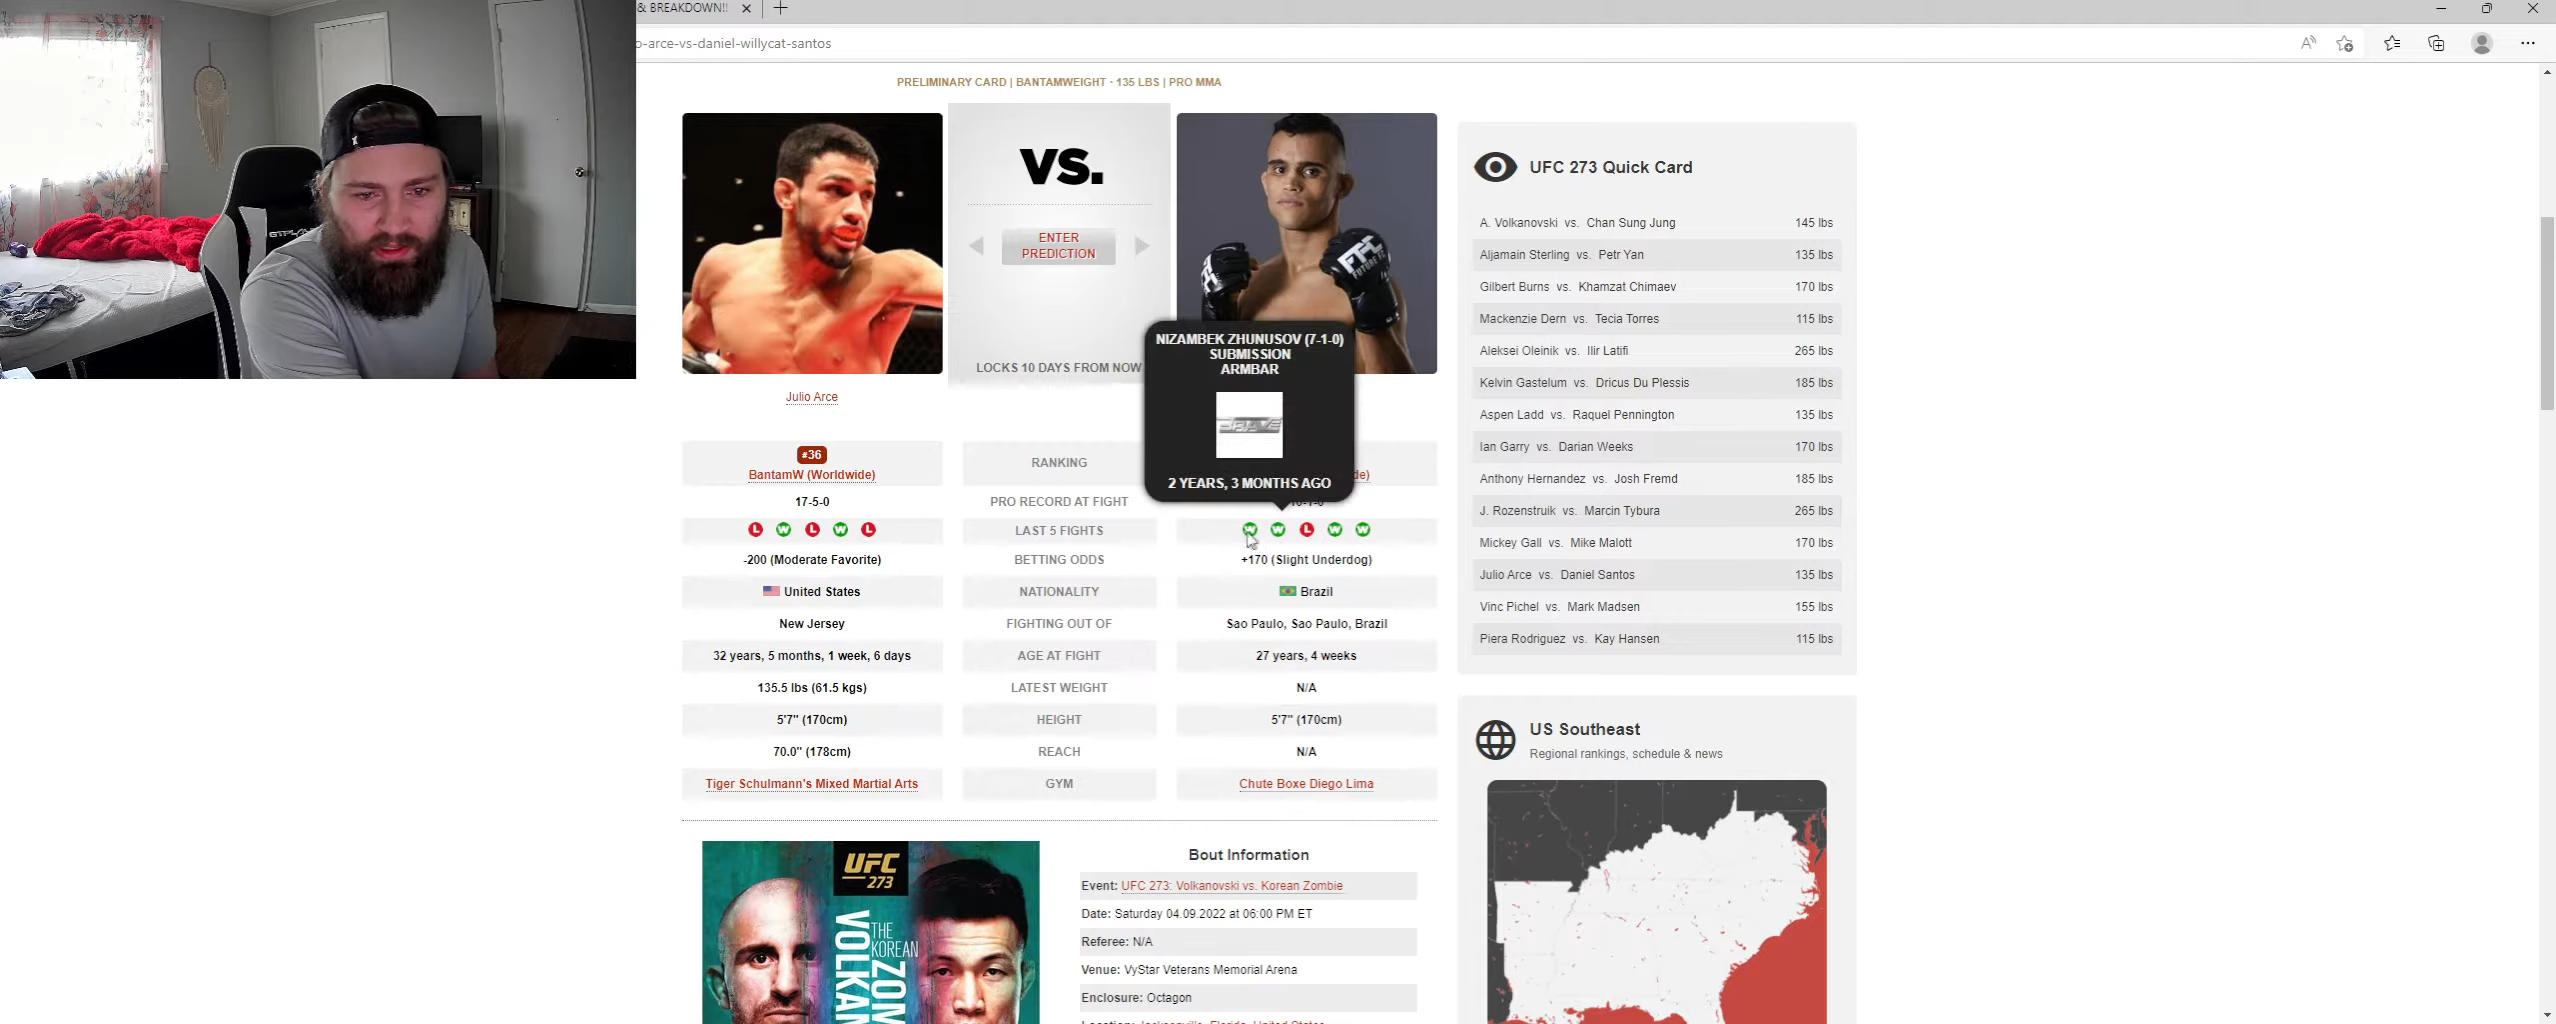 & BREAKDOWN!!
o-arce-vs-daniel-willycat-santos
PRELIMINARY CARD | BANTAMWEIGHT · 135 LBS | PRO MMA
VS.
ENTER
PREDICTION
LOCKS 10 DAYS FROM NOW
NIZAMBEK ZHUNUSOV (7-1-0)
SUBMISSION
ARMBAR
BRAVE
2 YEARS, 3 MONTHS AGO
Julio Arce
#36
BantamW (Worldwide)
RANKING
de)
17-5-0
PRO RECORD AT FIGHT
L W L W L
LAST 5 FIGHTS
W W L W W
-200 (Moderate Favorite)
BETTING ODDS
+170 (Slight Underdog)
United States
NATIONALITY
Brazil
New Jersey
FIGHTING OUT OF
Sao Paulo, Sao Paulo, Brazil
32 years, 5 months, 1 week, 6 days
AGE AT FIGHT
27 years, 4 weeks
135.5 lbs (61.5 kgs)
LATEST WEIGHT
N/A
5'7" (170cm)
HEIGHT
5'7" (170cm)
70.0" (178cm)
REACH
N/A
Tiger Schulmann's Mixed Martial Arts
GYM
Chute Boxe Diego Lima
UFC
273
VOLKAN
THE
KOREAN
ZOM
Bout Information
Event: UFC 273: Volkanovski vs. Korean Zombie
Date: Saturday 04.09.2022 at 06:00 PM ET
Referee: N/A
Venue: VyStar Veterans Memorial Arena
Enclosure: Octagon
Location: Jacksonville, Florida, United States
UFC 273 Quick Card
A. Volkanovski vs. Chan Sung Jung 145 lbs
Aljamain Sterling vs. Petr Yan 135 lbs
Gilbert Burns vs. Khamzat Chimaev 170 lbs
Mackenzie Dern vs. Tecia Torres 115 lbs
Aleksei Oleinik vs. Ilir Latifi 265 lbs
Kelvin Gastelum vs. Dricus Du Plessis 185 lbs
Aspen Ladd vs. Raquel Pennington 135 lbs
Ian Garry vs. Darian Weeks 170 lbs
Anthony Hernandez vs. Josh Fremd 185 lbs
J. Rozenstruik vs. Marcin Tybura 265 lbs
Mickey Gall vs. Mike Malott 170 lbs
Julio Arce vs. Daniel Santos 135 lbs
Vinc Pichel vs. Mark Madsen 155 lbs
Piera Rodriguez vs. Kay Hansen 115 lbs
US Southeast
Regional rankings, schedule & news